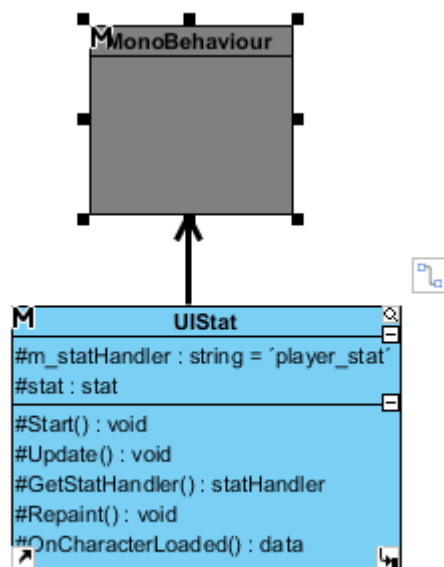 M
MonoBehaviour
M
UIStat
#m_statHandler : string = ´player_stat´
#stat : stat
#Start() : void
#Update() : void
#GetStatHandler() : statHandler
#Repaint() : void
#OnCharacterLoaded() : data